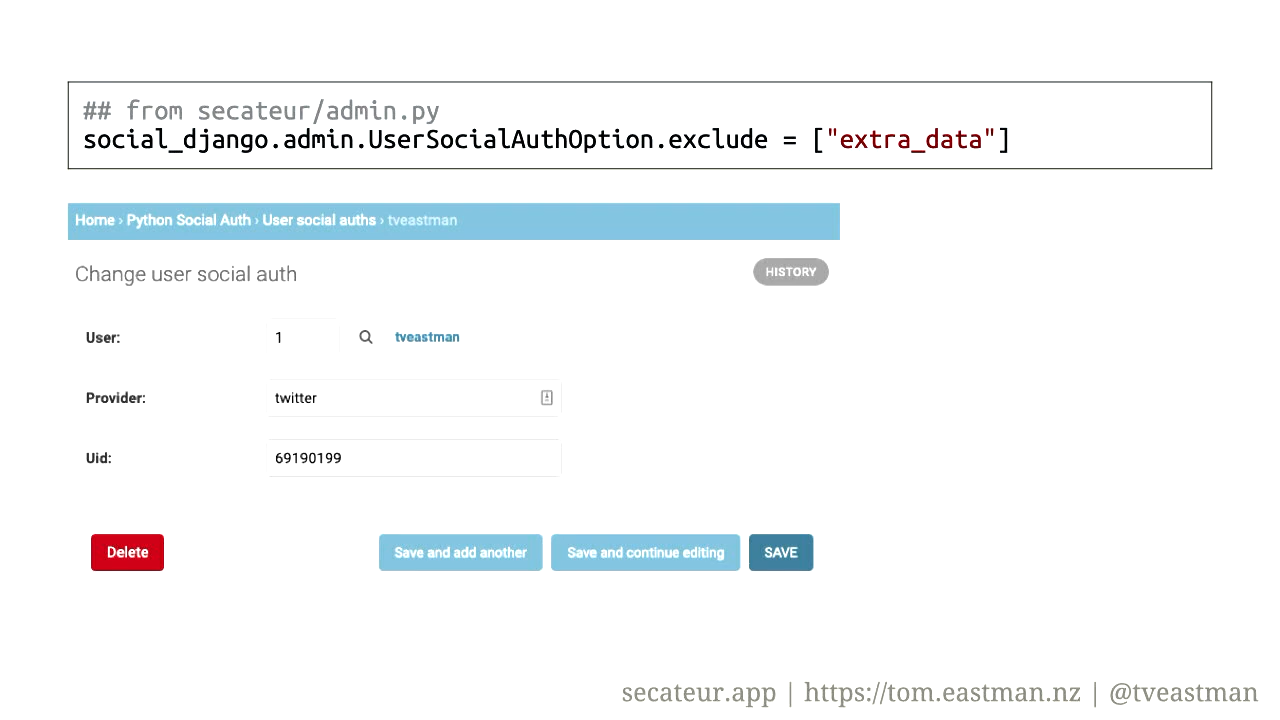 ## from secateur/admin.py
social_django.admin.UserSocialAuthOption.exclude = ["extra_data"]
Home › Python Social Auth › User social auths › tveastman
Change user social auth
HISTORY
User: 1 tveastman
Provider: twitter
Uid: 69190199
Delete Save and add another Save and continue editing SAVE
secateur.app | https://tom.eastman.nz | @tveastman